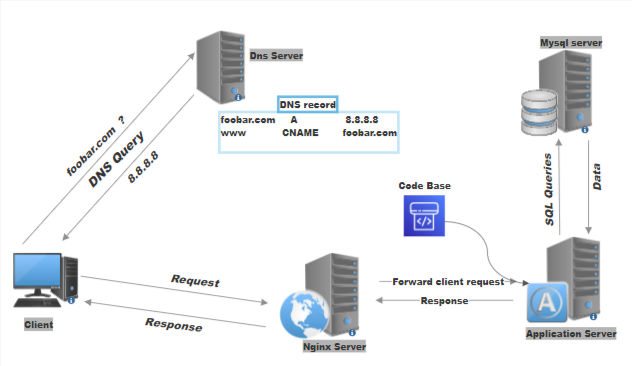 Mysql server
Dns Server
DNS record
foobar.com A 8.8.8.8
www CNAME foobar.com
foobar.com ?
DNS Query
8.8.8.8
SQL Queries
Data
Code Base
Request
Forward client request
Response
Response
Client
Nginx Server
A
Application Server